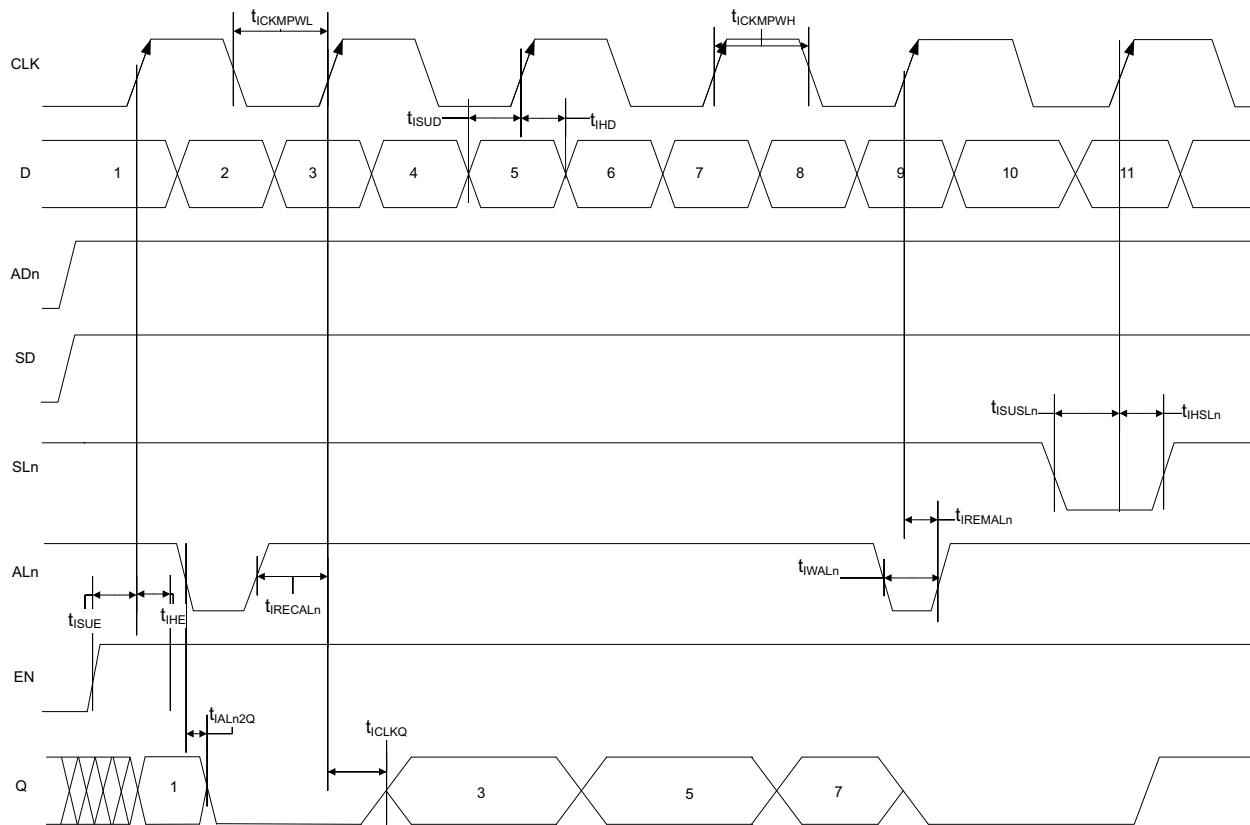 tICKMPWL
tICKMPWH
CLK
tISUD
tIHD
D
1
2
3
4
5
6
7
8
9
10
11
ADn
SD
tISUSLn
tIHSLn
SLn
tIREMALn
ALn
tIWALn
tISUE
tIHE
tIRECALn
EN
tIALn2Q
tICLKQ
Q
1
3
5
7